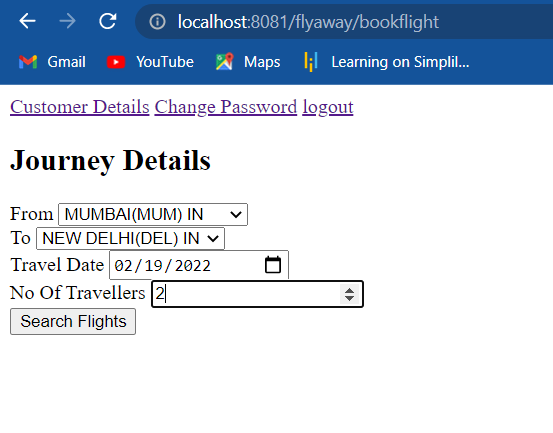 localhost:8081/flyaway/bookflight
Gmail YouTube Maps Learning on Simplil...
Customer Details Change Password logout
Journey Details
From MUMBAI(MUM) IN
To NEW DELHI(DEL) IN
Travel Date 02/19/2022
No Of Travellers 2
Search Flights